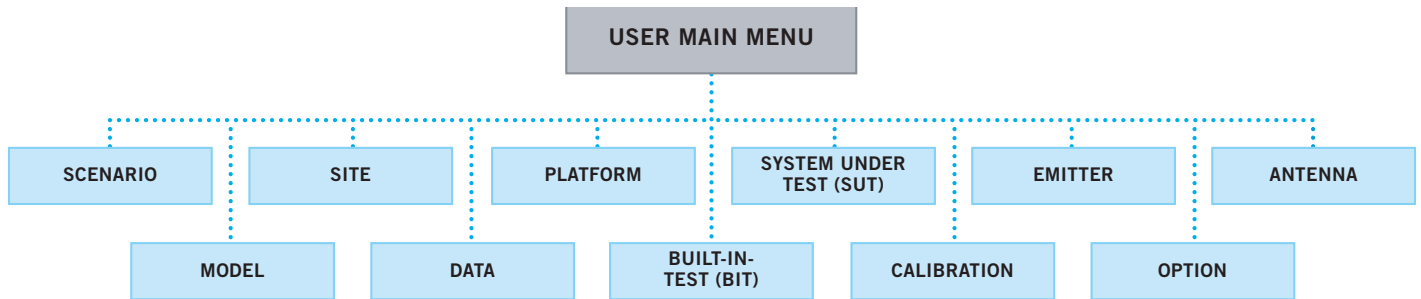 USER MAIN MENU
SCENARIO
SITE
PLATFORM
SYSTEM UNDER
TEST (SUT)
EMITTER
ANTENNA
MODEL
DATA
BUILT-IN-
TEST (BIT)
CALIBRATION
OPTION